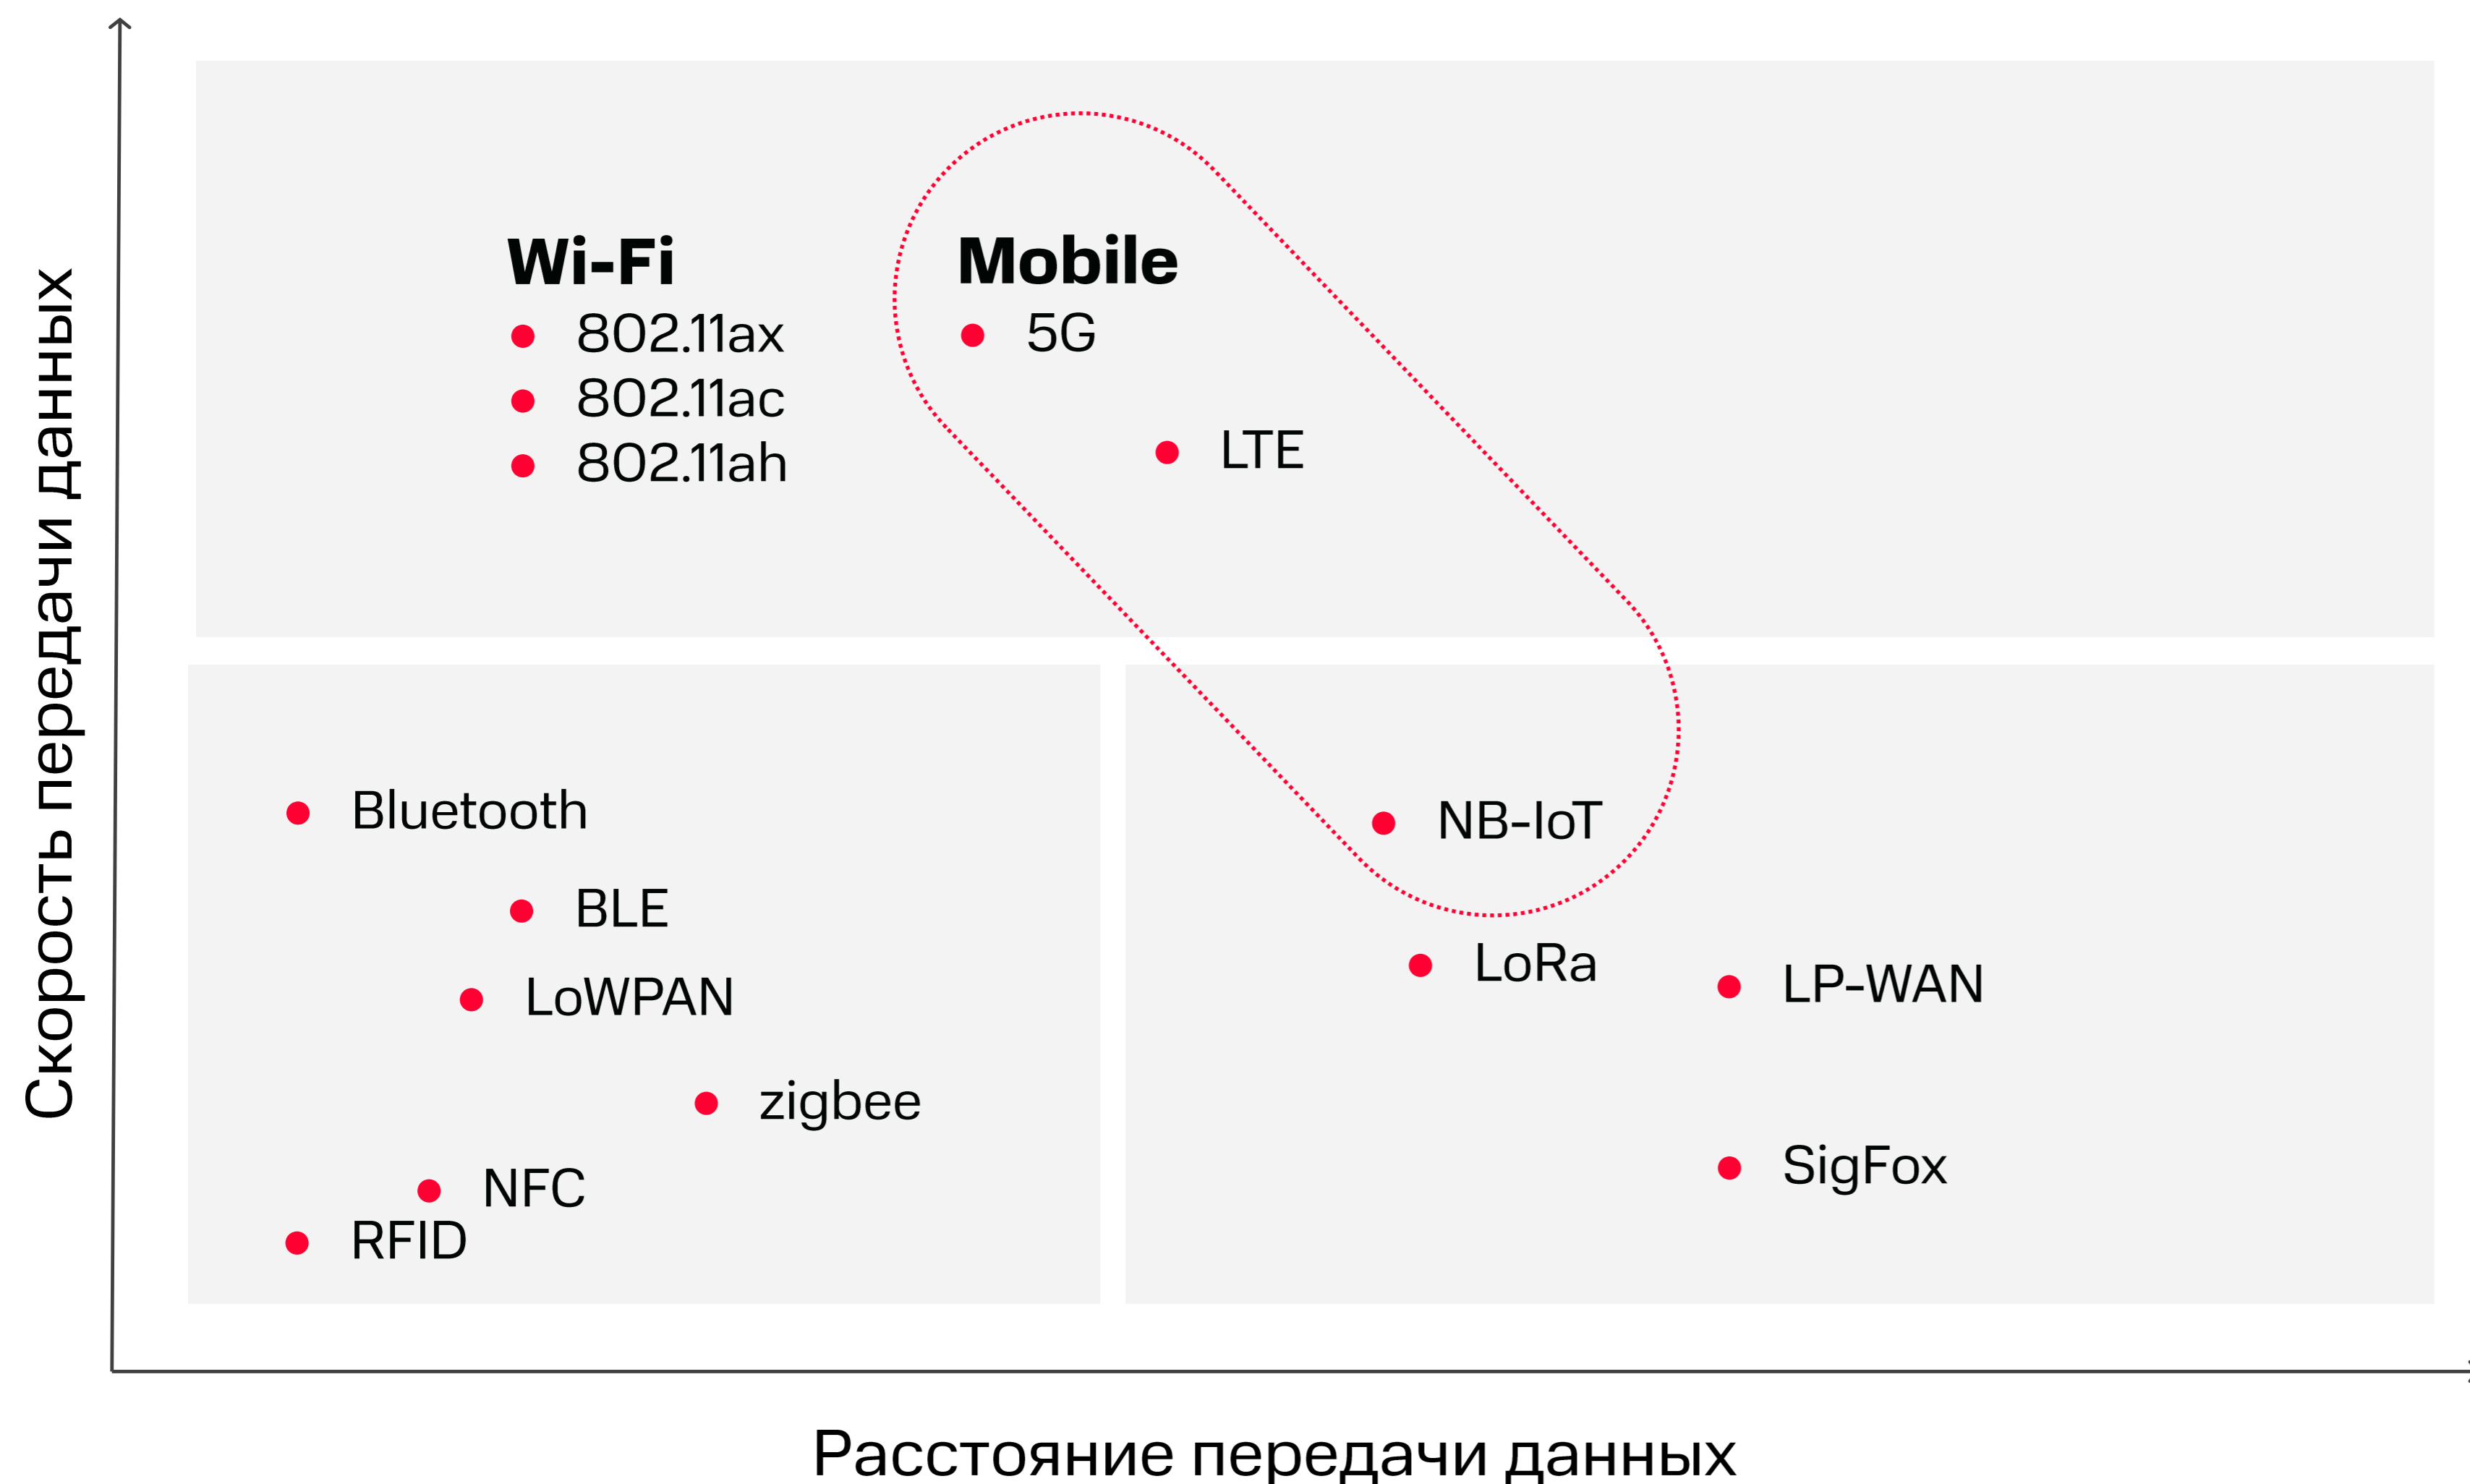 Скорость передачи данных
Wi-Fi
802.11ax
802.11ac
802.11ah
Mobile
5G
LTE
Bluetooth
BLE
LoWPAN
zigbee
NFC
RFID
NB-IoT
LoRa
LP-WAN
SigFox
Расстояние передачи данных